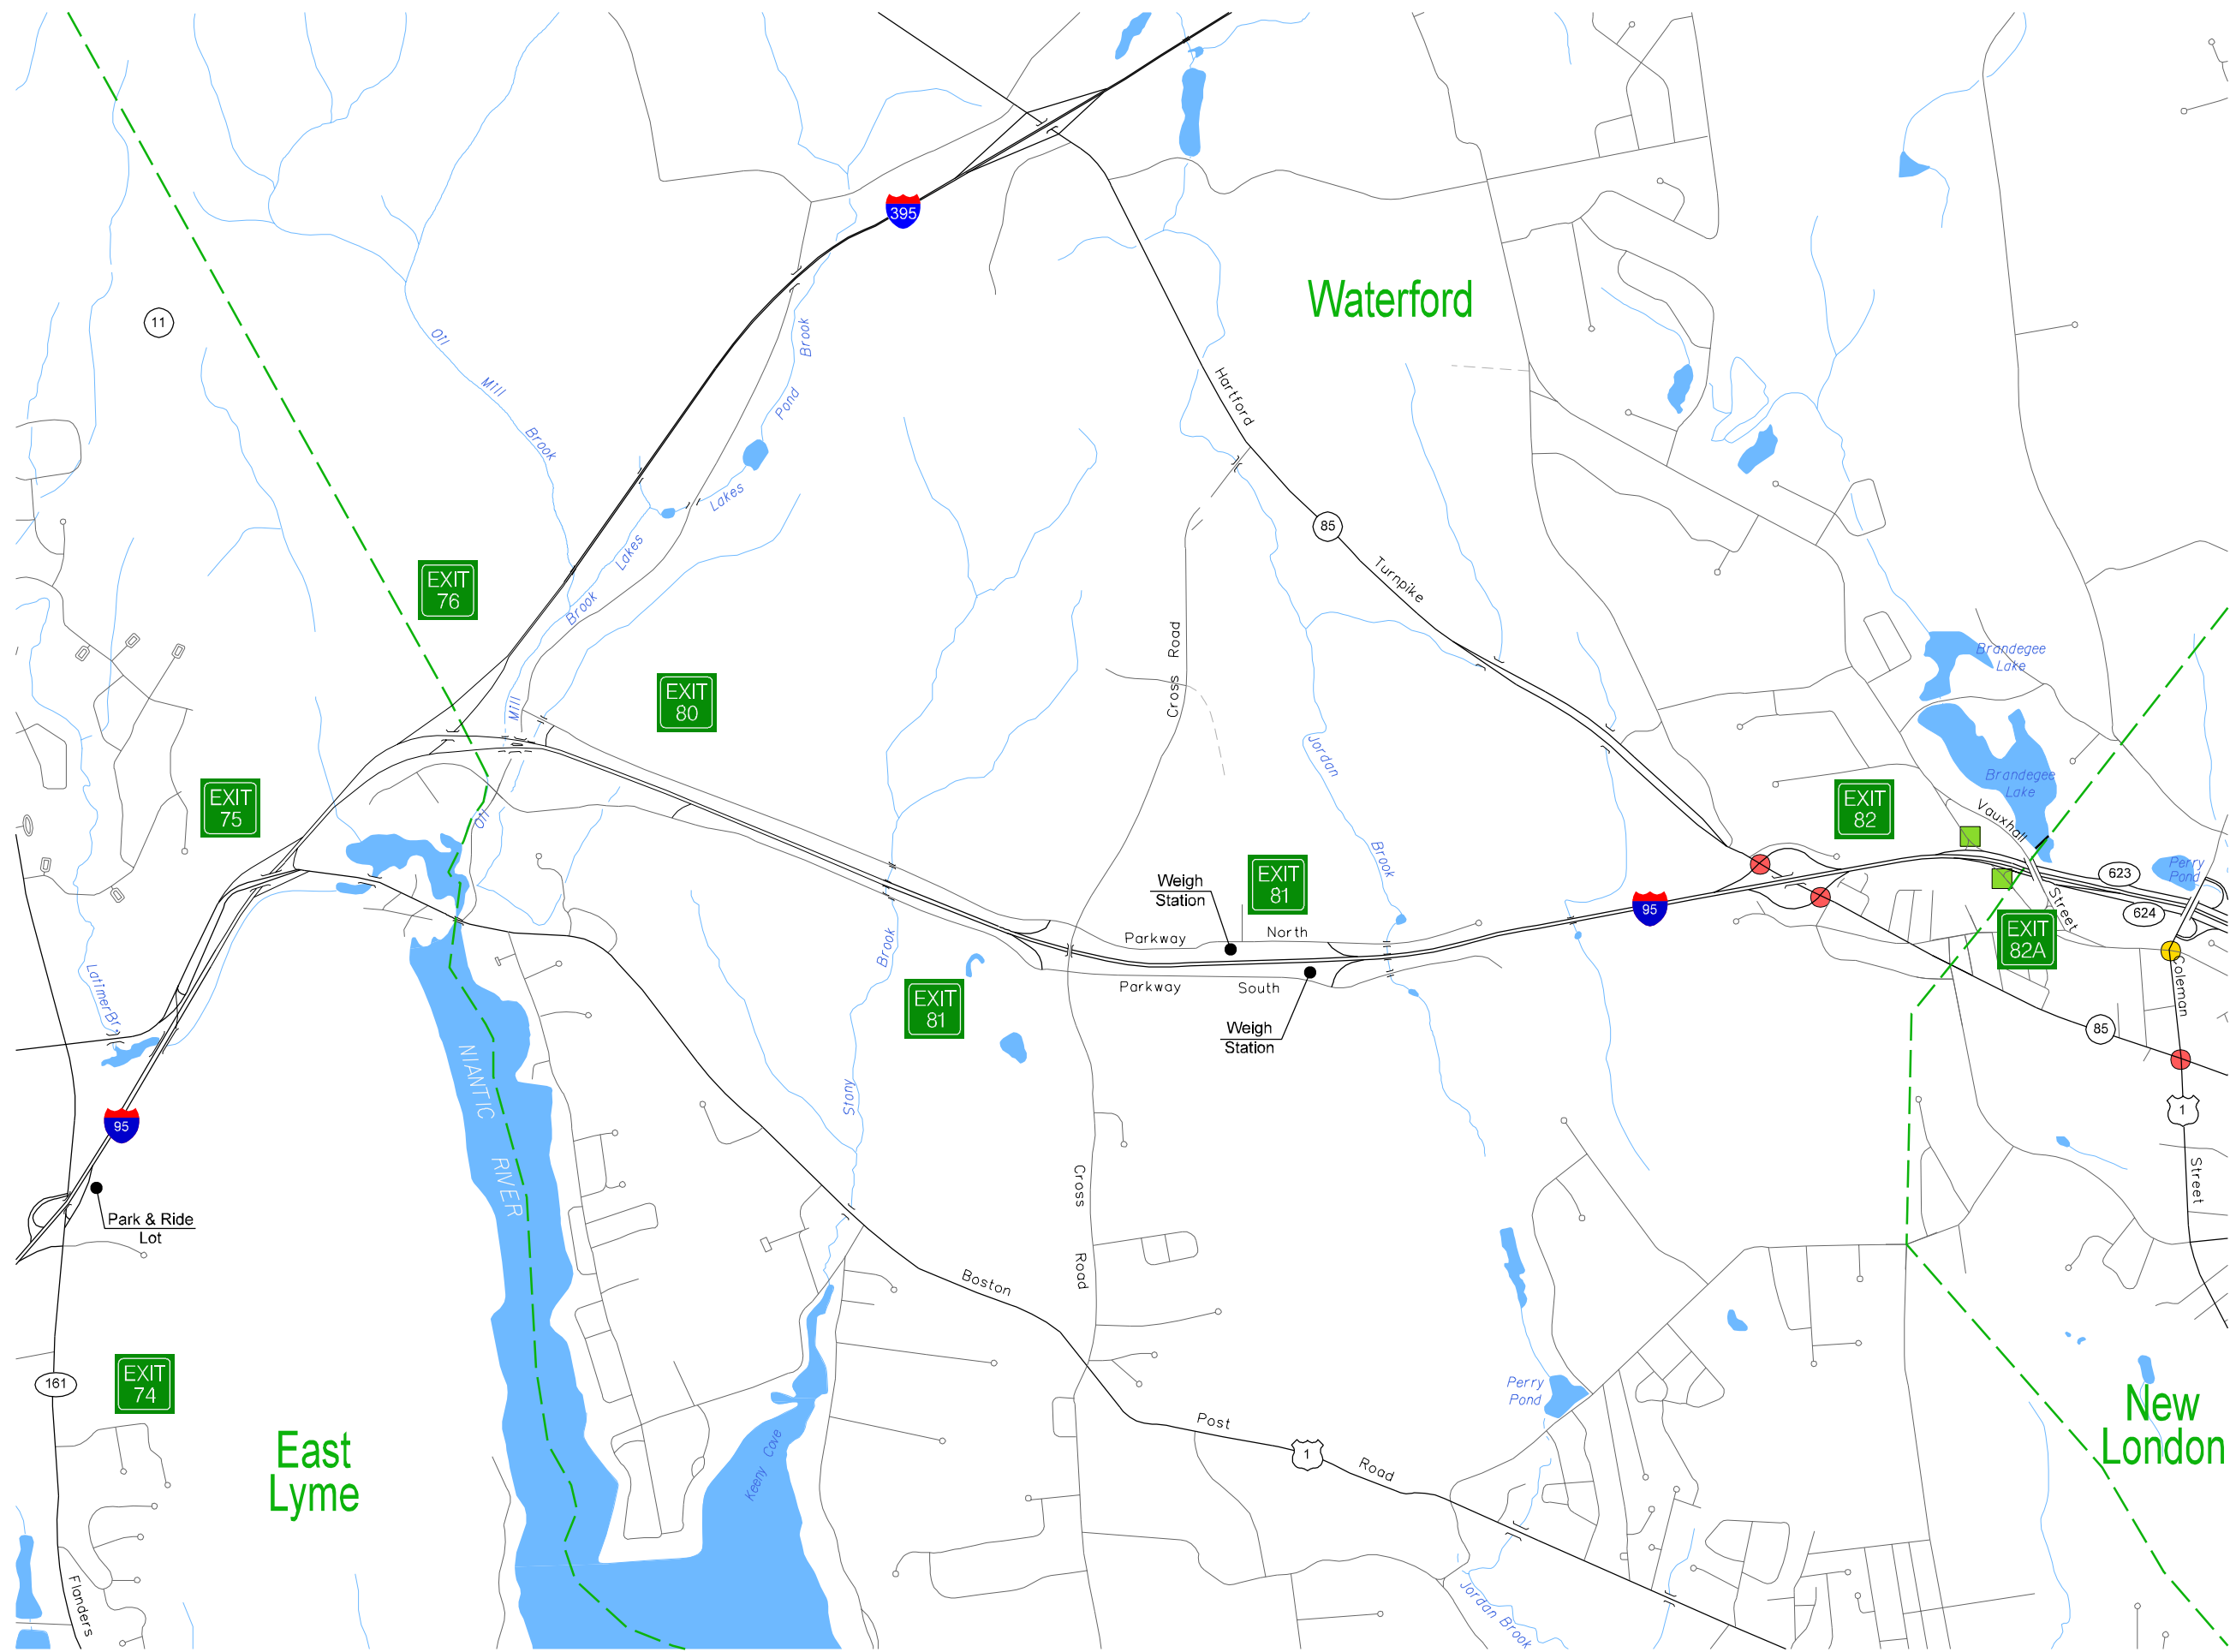 395
Waterford
11
Oil
Mill
Brook
Brook
Pond
Lakes
Hartford
85
Turnpike
EXIT
76
Lakes
Brook
Mill
Oil
EXIT
80
Cross Road
Jordan
Brook
Brandegee
Lake
Brandegee
Lake
EXIT
75
EXIT
82
Vauxhall
Street
Perry
Pond
623
624
EXIT
82A
Weigh
Station
EXIT
81
95
Parkway North
Parkway South
Weigh
Station
Brook
Stony
EXIT
81
Coleman
Street
85
1
Latimer Br.
NIANTIC
RIVER
95
Park & Ride
Lot
Cross
Road
Boston
Post
1
Road
Perry
Pond
161
EXIT
74
East
Lyme
Keeny Cove
New
London
Flanders
Jordan Brook